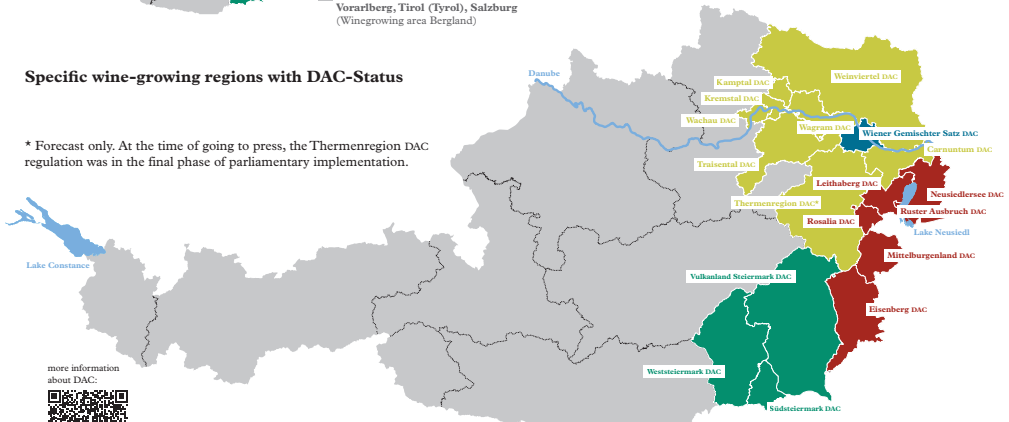 Vorarlberg, Tirol (Tyrol), Salzburg
(Winegrowing area Bergland)
Specific wine-growing regions with DAC-Status
* Forecast only. At the time of going to press, the Thermenregion DAC
regulation was in the final phase of parliamentary implementation.
Danube
Kamptal DAC
Weinviertel DAC
Kremstal DAC
Wachau DAC
Wagram DAC
Wiener Gemischter Satz DAC
Carnuntum DAC
Traisental DAC
Leithaberg DAC
Neusiedlersee DAC
Thermenregion DAC*
Ruster Ausbruch DAC
Rosalia DAC
Lake Neusiedl
Mittelburgenland DAC
Lake Constance
Vulkanland Steiermark DAC
Eisenberg DAC
more information
about DAC:
Weststeiermark DAC
Südsteiermark DAC